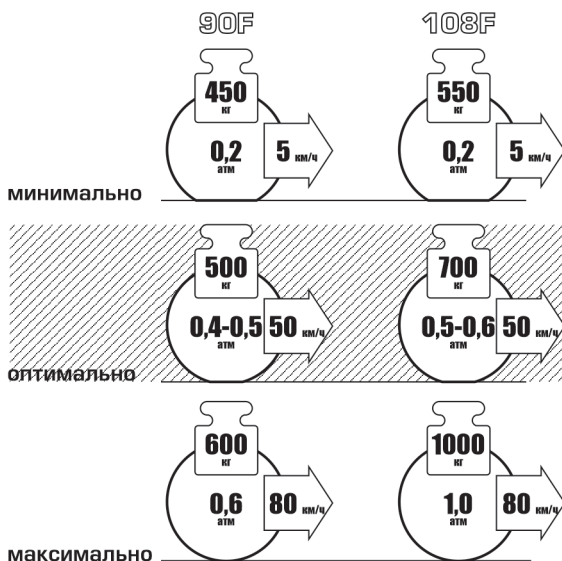 90F 108F
450 кг 550 кг
0,2 атм 5 км/ч 0,2 атм 5 км/ч
минимально
500 кг 700 кг
0,4-0,5 атм 50 км/ч 0,5-0,6 атм 50 км/ч
оптимально
600 кг 1000 кг
0,6 атм 80 км/ч 1,0 атм 80 км/ч
максимально